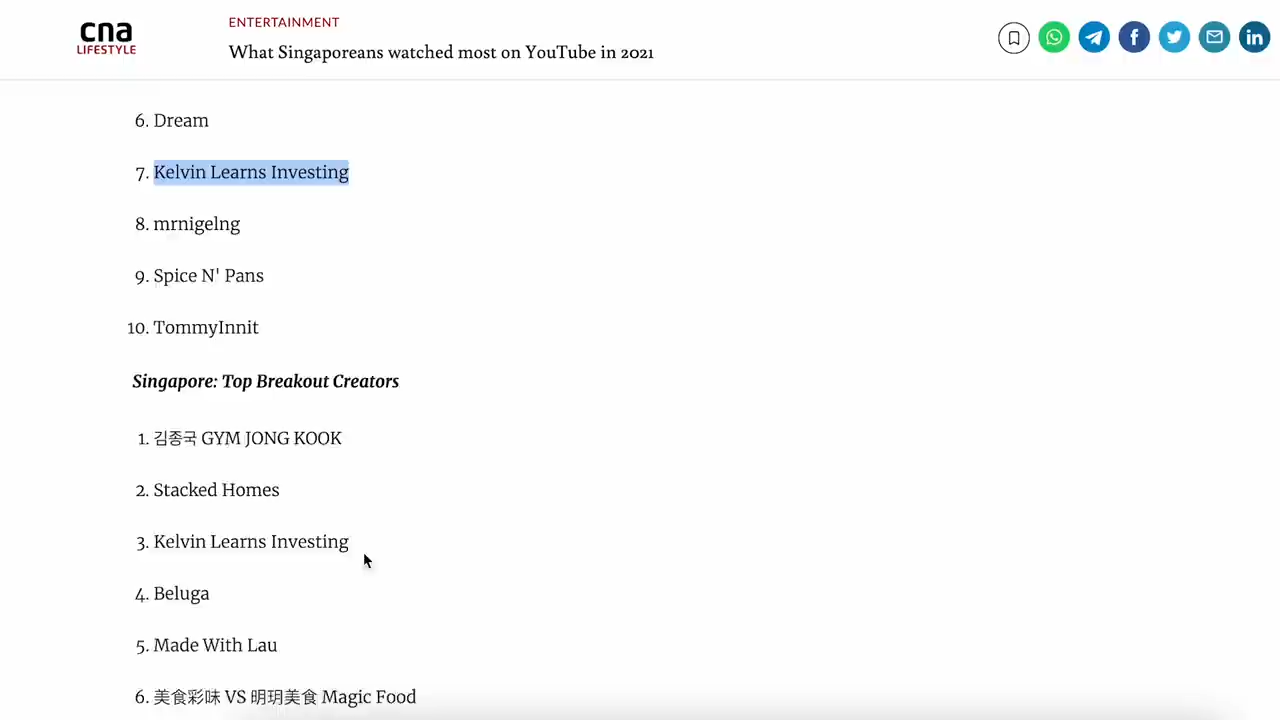 cna
LIFESTYLE
ENTERTAINMENT
What Singaporeans watched most on YouTube in 2021
6. Dream
7. Kelvin Learns Investing
8. mrnigelng
9. Spice N' Pans
10. TommyInnit
Singapore: Top Breakout Creators
1. 김종국 GYM JONG KOOK
2. Stacked Homes
3. Kelvin Learns Investing
4. Beluga
5. Made With Lau
6. 美食彩味 VS 明玥美食 Magic Food